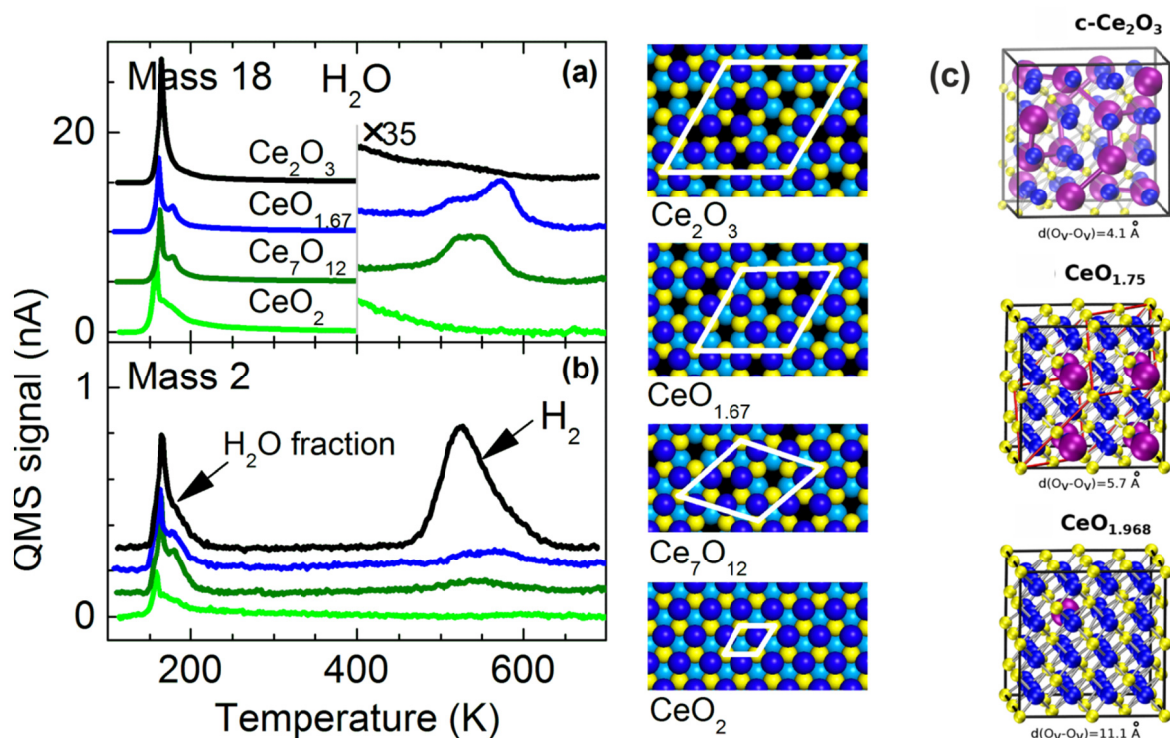 Mass 18
H₂O
(a)
20
×35
Ce₂O₃
CeO₁.₆₇
Ce₇O₁₂
CeO₂
0
Mass 2
(b)
1
H₂O fraction
H₂
0
200
400
600
QMS signal (nA)
Temperature (K)
Ce₂O₃
CeO₁.₆₇
Ce₇O₁₂
CeO₂
(c)
c-Ce₂O₃
d(Oᵥ-Oᵥ)=4.1 Å
CeO₁.₇₅
d(Oᵥ-Oᵥ)=5.7 Å
CeO₁.₉₆₈
d(Oᵥ-Oᵥ)=11.1 Å